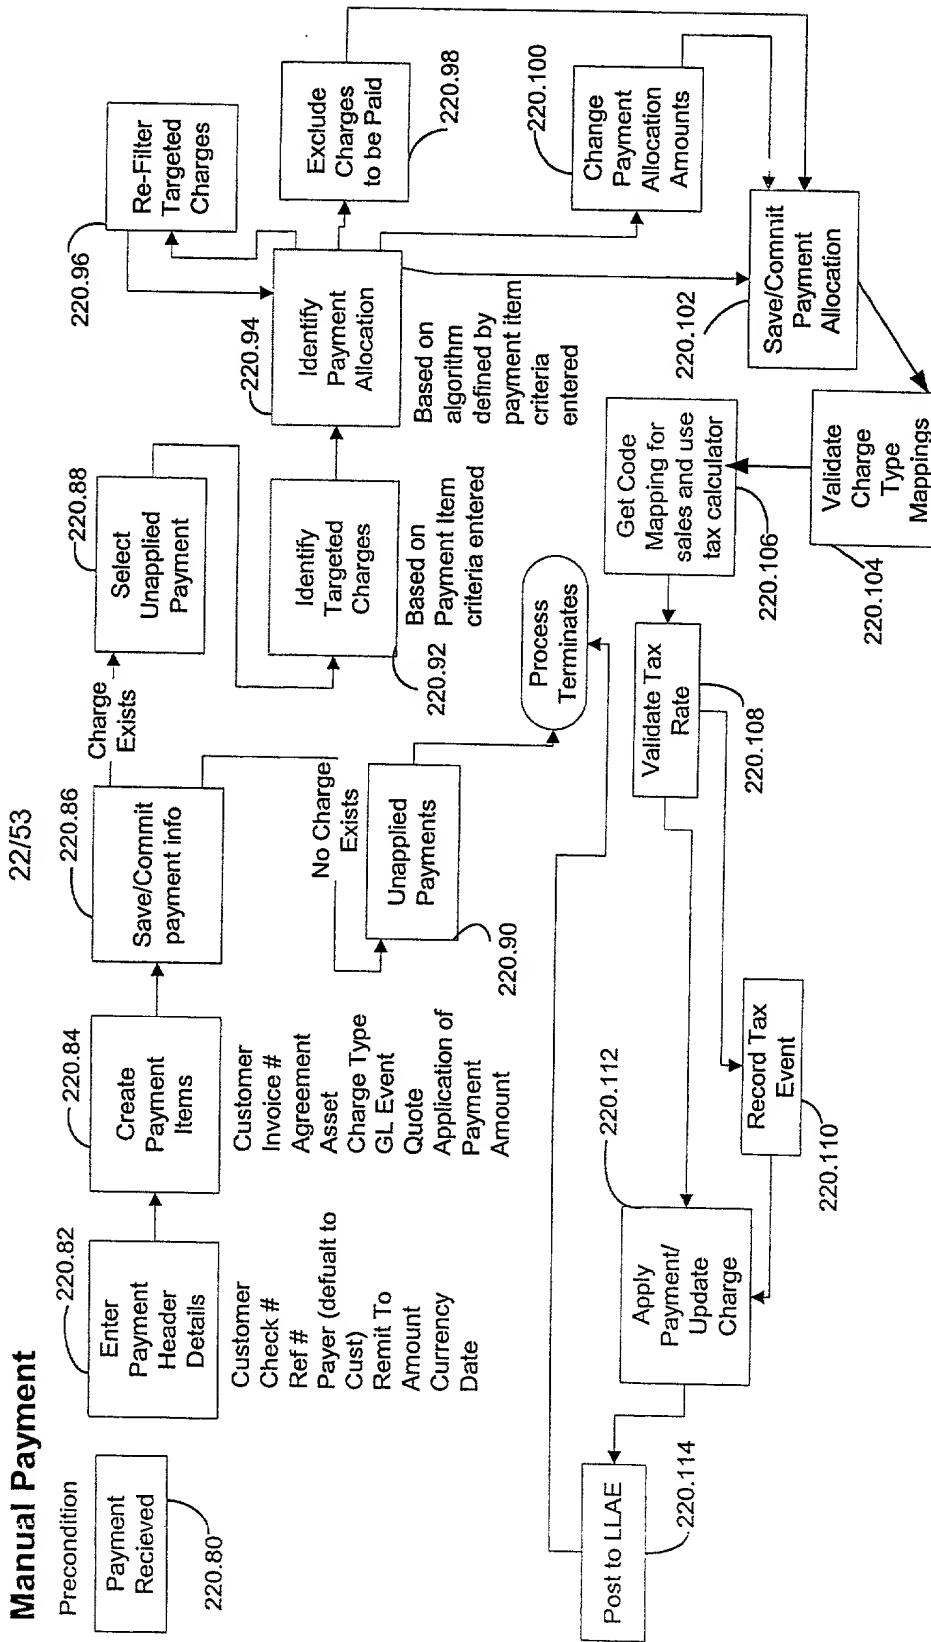 22/53
Manual Payment
Precondition
Payment
Recieved
220.80
220.82
Enter
Payment
Header
Details
Customer
Check #
Ref #
Payer (defualt to
Cust)
Remit To
Amount
Currency
Date
220.84
Create
Payment
Items
Customer
Invoice #
Agreement
Asset
Charge Type
GL Event
Quote
Application of
Payment
Amount
220.86
Save/Commit
payment info
Charge
Exists
No Charge
Exists
220.88
Select
Unapplied
Payment
Unapplied
Payments
220.90
Identify
Targeted
Charges
220.92
Based on
Payment Item
criteria entered
220.94
Identify
Payment
Allocation
Based on
algorithm
defined by
payment item
criteria
entered
220.96
Re-Filter
Targeted
Charges
Exclude
Charges
to be Paid
220.98
220.100
Change
Payment
Allocation
Amounts
220.102
Save/Commit
Payment
Allocation
Validate
Charge
Type
Mappings
220.104
Get Code
Mapping for
sales and use
tax calculator
220.106
Validate Tax
Rate
220.108
Record Tax
Event
220.110
220.112
Apply
Payment/
Update
Charge
Post to LLAE
220.114
Process
Terminates